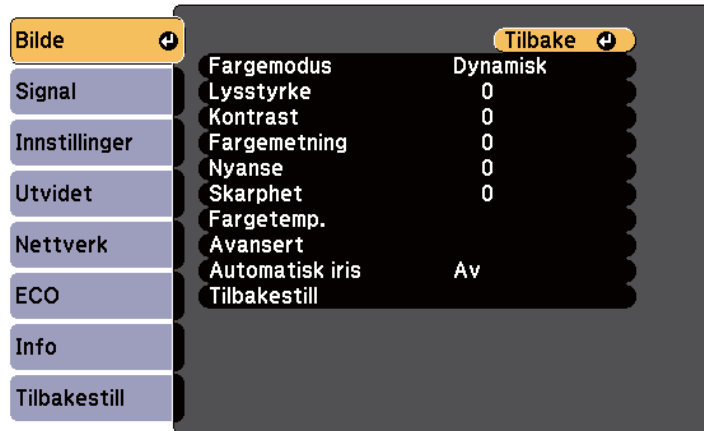 Bilde
Signal
Innstillinger
Utvidet
Nettverk
ECO
Info
Tilbakestill
Tilbake
Fargemodus Dynamisk
Lysstyrke 0
Kontrast 0
Fargemetning 0
Nyanse 0
Skarphet 0
Fargetemp.
Avansert
Automatisk iris Av
Tilbakestill